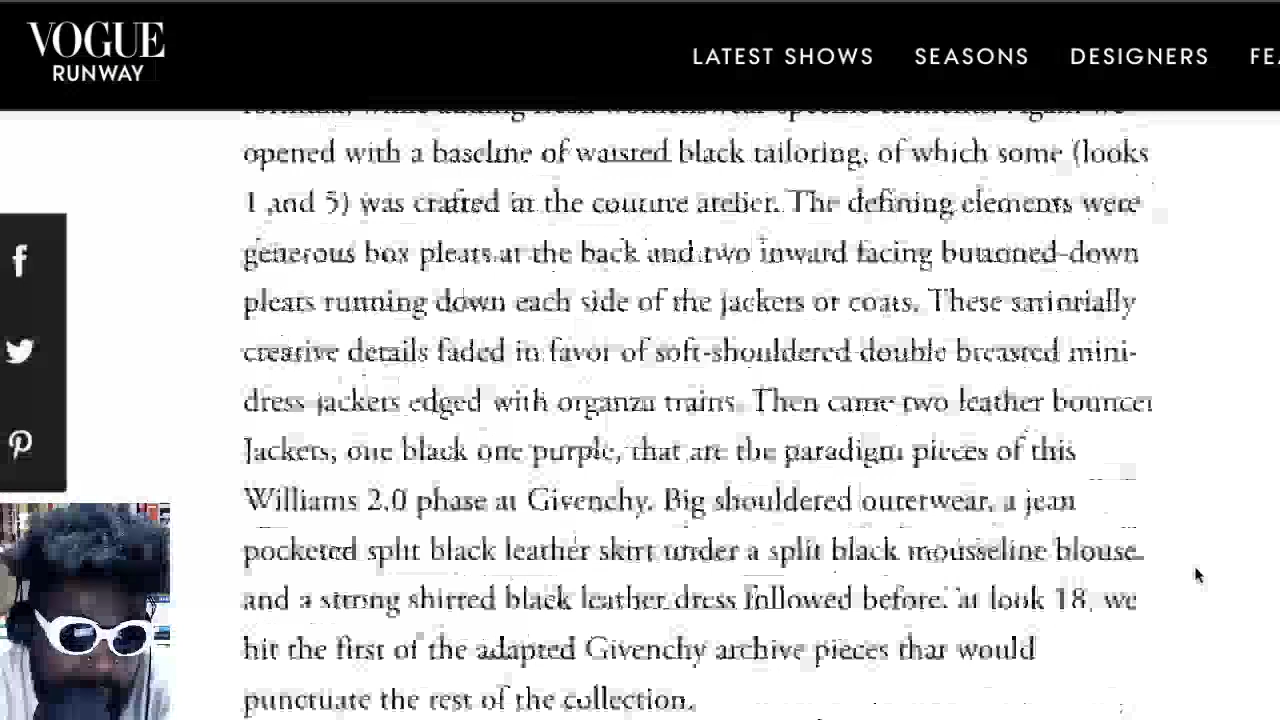 VOGUE
RUNWAY
LATEST SHOWS SEASONS DESIGNERS FEA
opened with a baseline of waisted black tailoring, of which some (looks
1 and 5) was crafted in the couture atelier. The defining elements were
generous box pleats at the back and two inward facing buttoned-down
pleats running down each side of the jackets or coats. These sartorially
creative details faded in favor of soft-shouldered double breasted mini-
dress jackets edged with organza trains. Then came two leather bouncer
Jackets, one black one purple, that are the paradigm pieces of this
Williams 2.0 phase at Givenchy. Big shouldered outerwear, a jean
pocketed split black leather skirt under a split black mousseline blouse
and a strong shirred black leather dress followed before, at look 18, we
hit the first of the adapted Givenchy archive pieces that would
punctuate the rest of the collection.